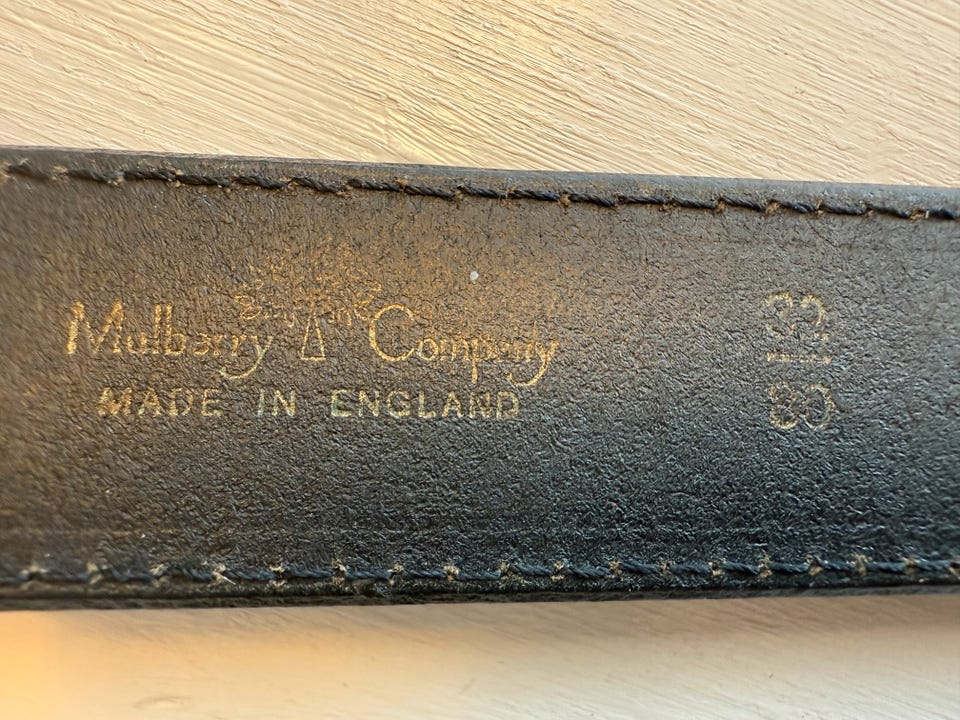 Mulberry Company
MADE IN ENGLAND
32
80